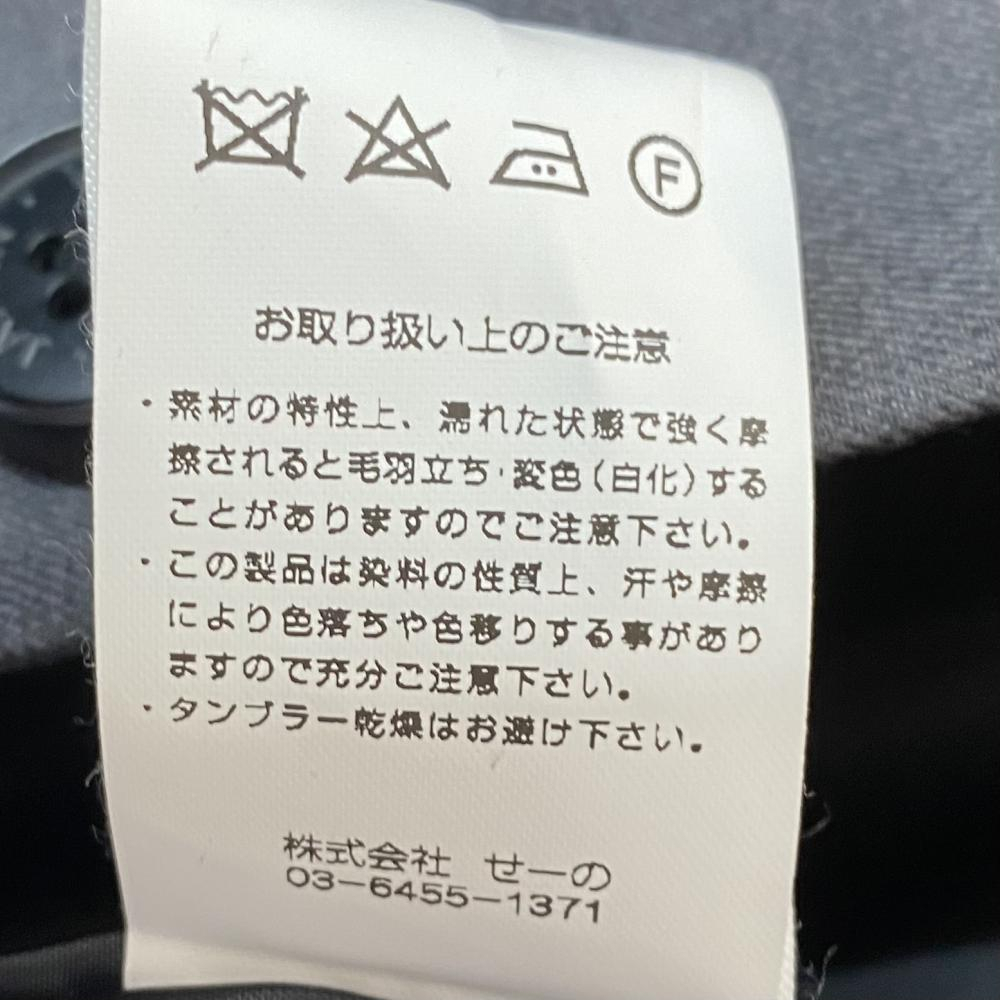 F
お取り扱い上のご注意
・素材の特性上、濡れた状態で強く摩
擦されると毛羽立ち・変色（白化）する
ことがありますのでご注意下さい。
・この製品は染料の性質上、汗や摩擦
により色落ちや色移りする事があり
ますので充分ご注意下さい。
・タンブラー乾燥はお避け下さい。
株式会社 せーの
03-6455-1371